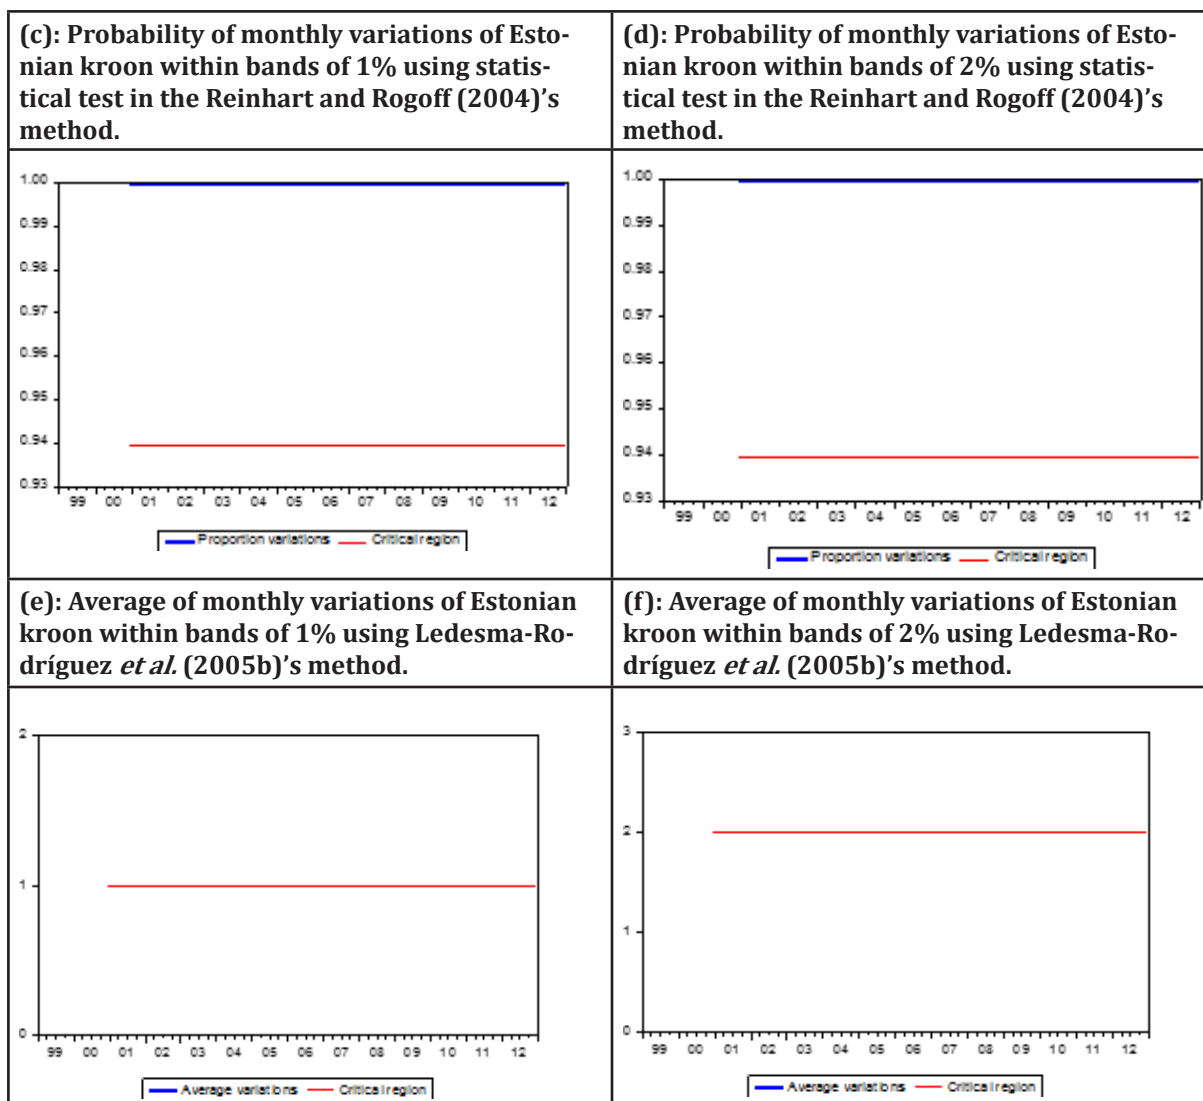 (c): Probability of monthly variations of Esto-
nian kroon within bands of 1% using statis-
tical test in the Reinhart and Rogoff (2004)'s
method.
(d): Probability of monthly variations of Esto-
nian kroon within bands of 2% using statis-
tical test in the Reinhart and Rogoff (2004)'s
method.
1.00
0.99
0.98
0.97
0.96
0.95
0.94
0.93
99 00 01 02 03 04 05 06 07 08 09 10 11 12
Proportion variations Critical region
1.00
0.99
0.98
0.97
0.96
0.95
0.94
0.93
99 00 01 02 03 04 05 06 07 08 09 10 11 12
Proportion variations Critical region
(e): Average of monthly variations of Estonian
kroon within bands of 1% using Ledesma-Ro-
dríguez et al. (2005b)'s method.
(f): Average of monthly variations of Estonian
kroon within bands of 2% using Ledesma-Ro-
dríguez et al. (2005b)'s method.
2
1
0
99 00 01 02 03 04 05 06 07 08 09 10 11 12
Average variations Critical region
3
2
1
0
99 00 01 02 03 04 05 06 07 08 09 10 11 12
Average variations Critical region